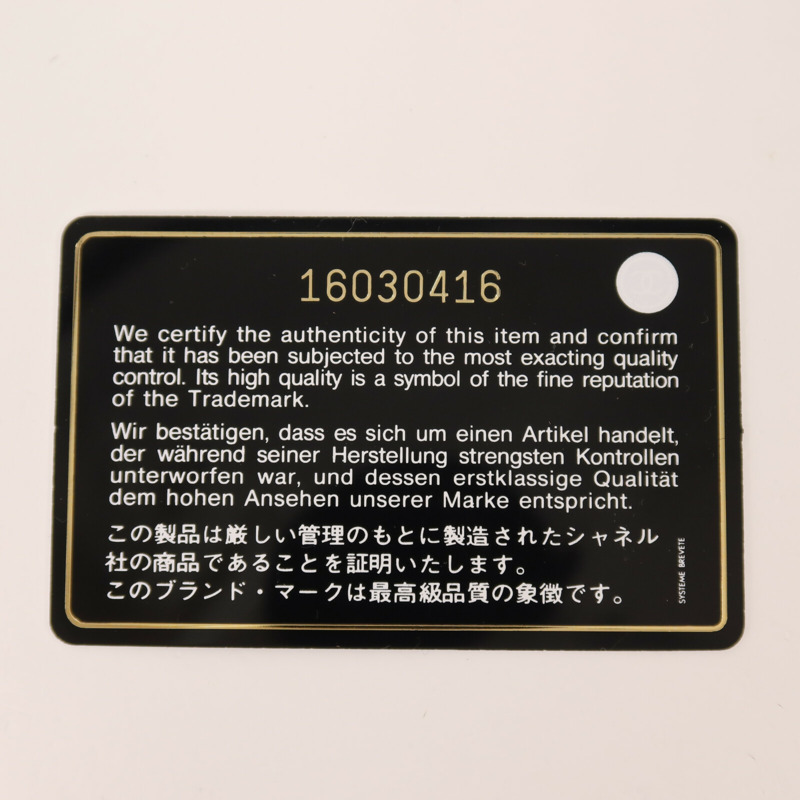 16030416
We certify the authenticity of this item and confirm
that it has been subjected to the most exacting quality
control. Its high quality is a symbol of the fine reputation
of the Trademark.
Wir bestätigen, dass es sich um einen Artikel handelt,
der während seiner Herstellung strengsten Kontrollen
unterworfen war, und dessen erstklassige Qualität
dem hohen Ansehen unserer Marke entspricht.
この製品は厳しい管理のもとに製造されたシャネル
社の商品であることを証明いたします。
このブランド・マークは最高級品質の象徴です。
SYSTEME BREVETE